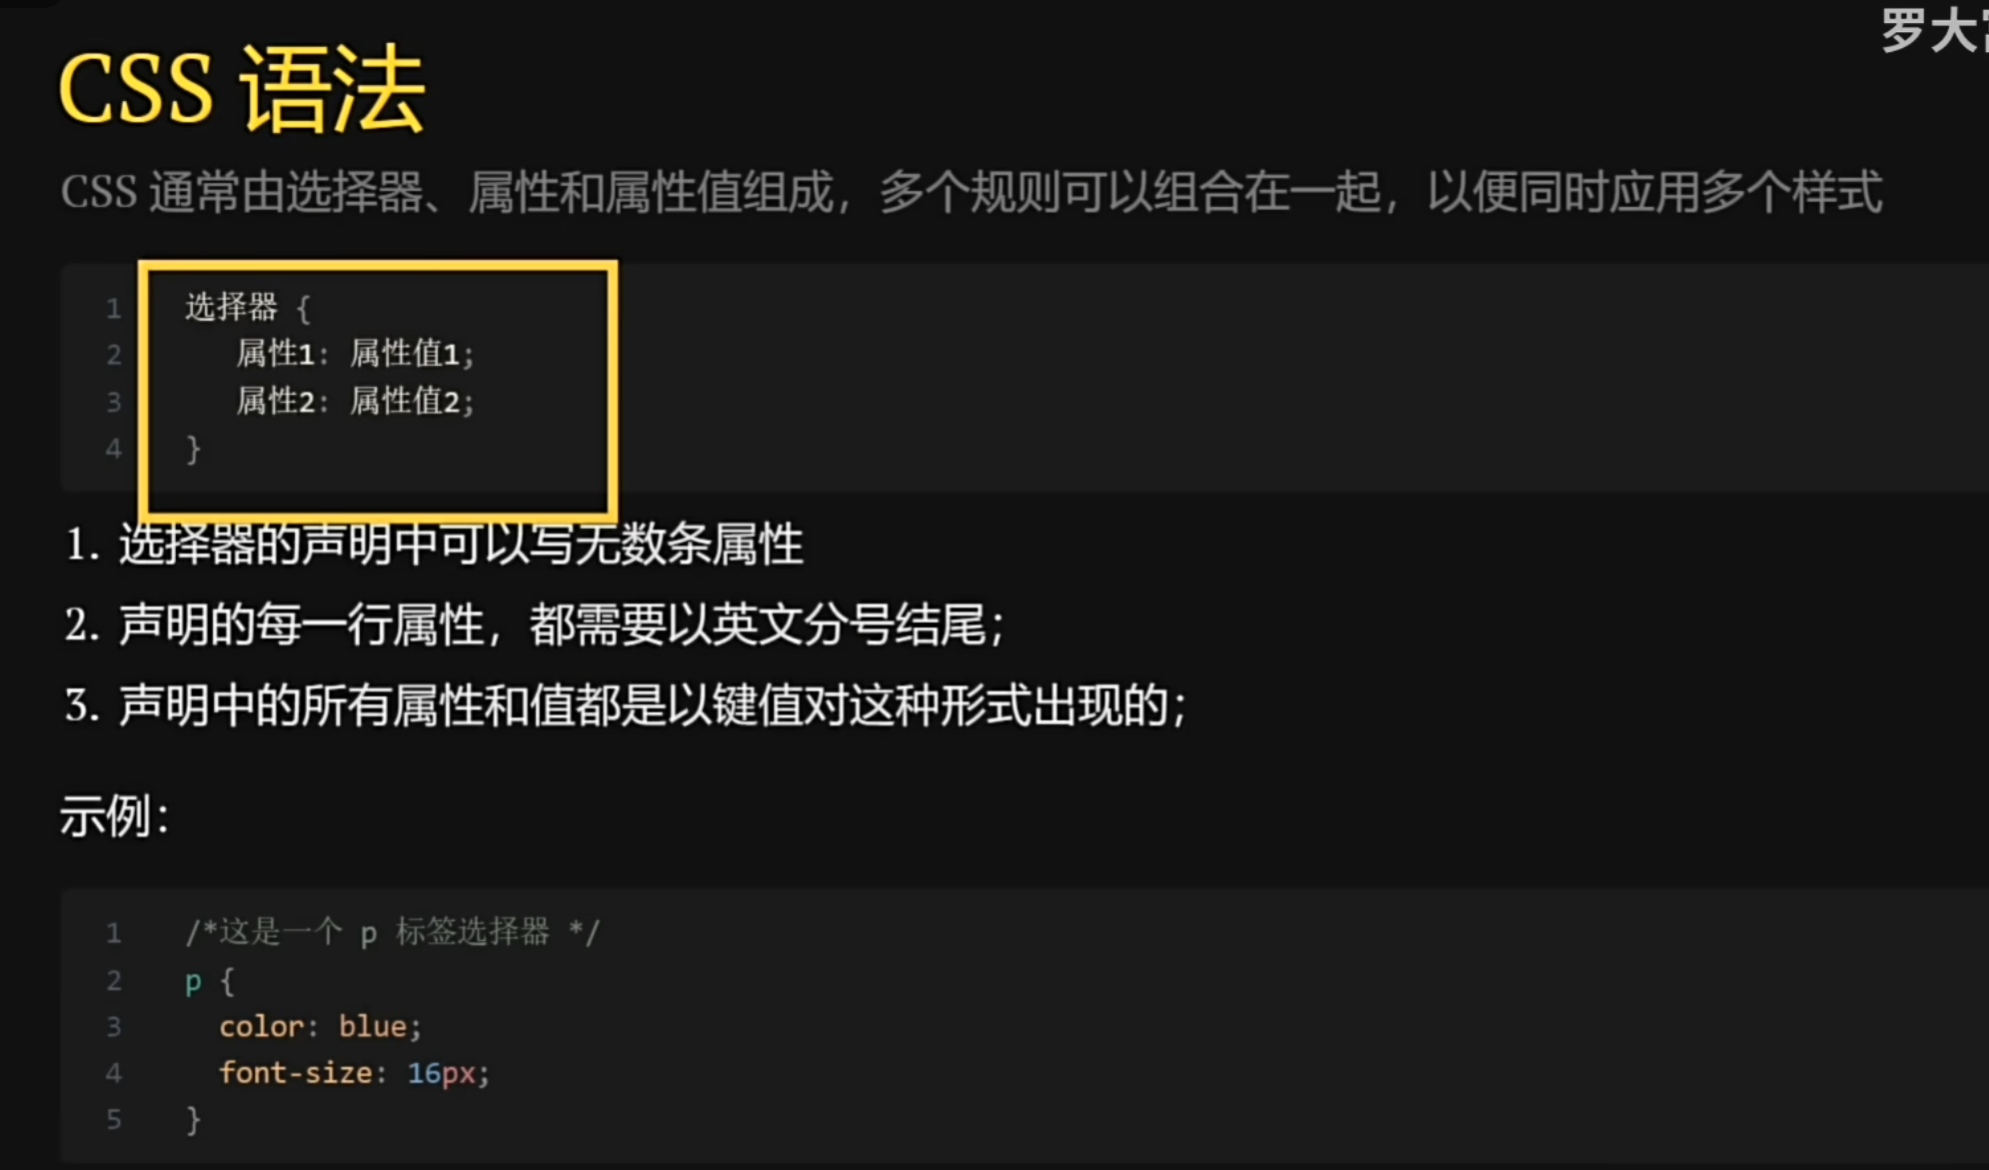 罗大
CSS 语法
CSS 通常由选择器、属性和属性值组成，多个规则可以组合在一起，以便同时应用多个样式
1 选择器 {
2 属性1: 属性值1;
3 属性2: 属性值2;
4 }
1. 选择器的声明中可以写无数条属性
2. 声明的每一行属性，都需要以英文分号结尾；
3. 声明中的所有属性和值都是以键值对这种形式出现的；
示例：
1 /*这是一个 p 标签选择器 */
2 p {
3 color: blue;
4 font-size: 16px;
5 }